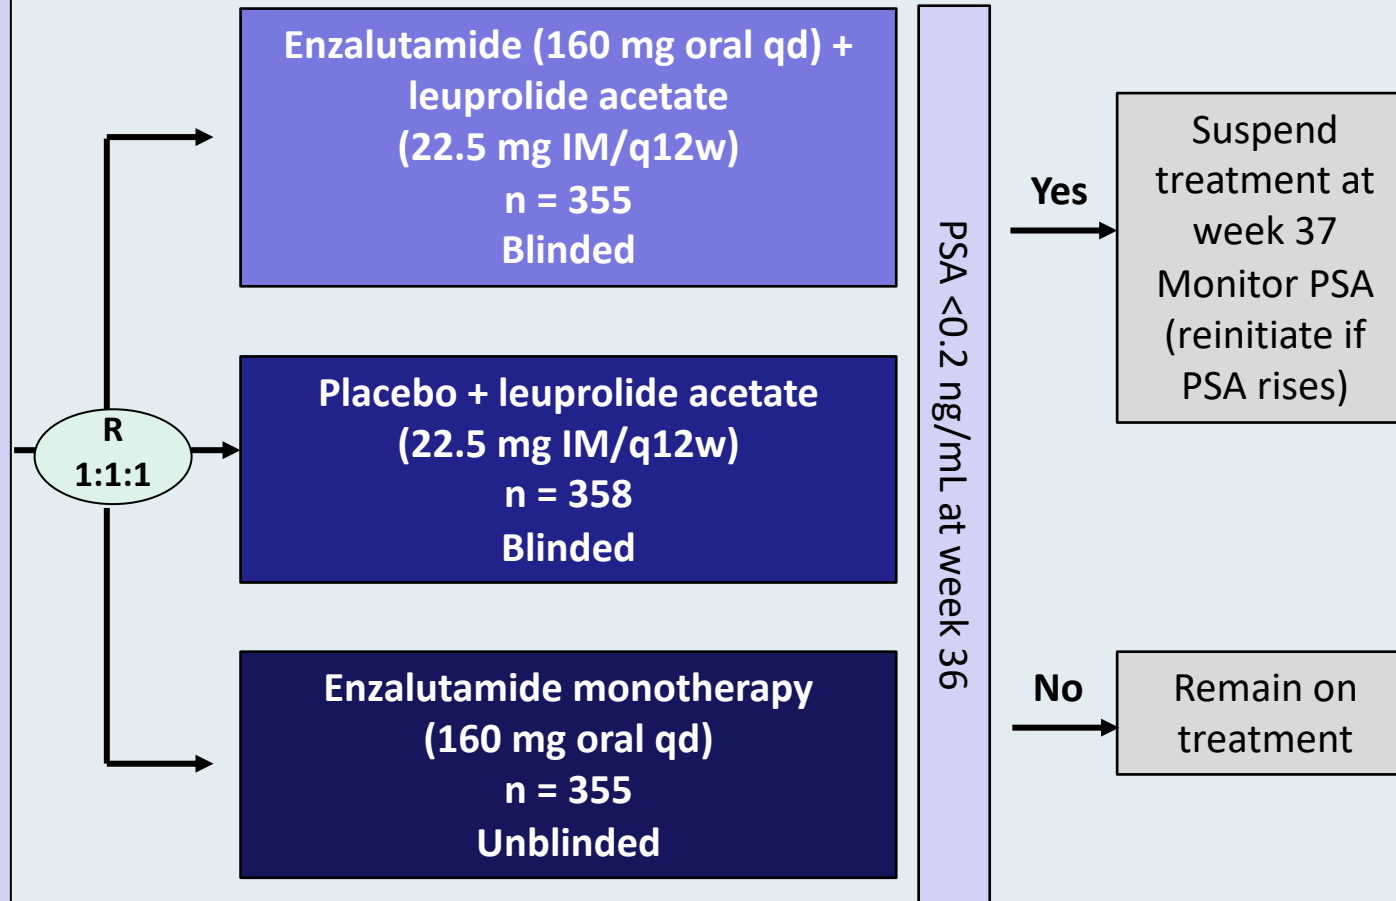 Enzalutamide (160 mg oral qd) +
leuprolide acetate
(22.5 mg IM/q12w)
n = 355
Blinded
R
1:1:1
Placebo + leuprolide acetate
(22.5 mg IM/q12w)
n = 358
Blinded
Enzalutamide monotherapy
(160 mg oral qd)
n = 355
Unblinded
PSA <0.2 ng/mL at week 36
Yes
Suspend
treatment at
week 37
Monitor PSA
(reinitiate if
PSA rises)
No
Remain on
treatment